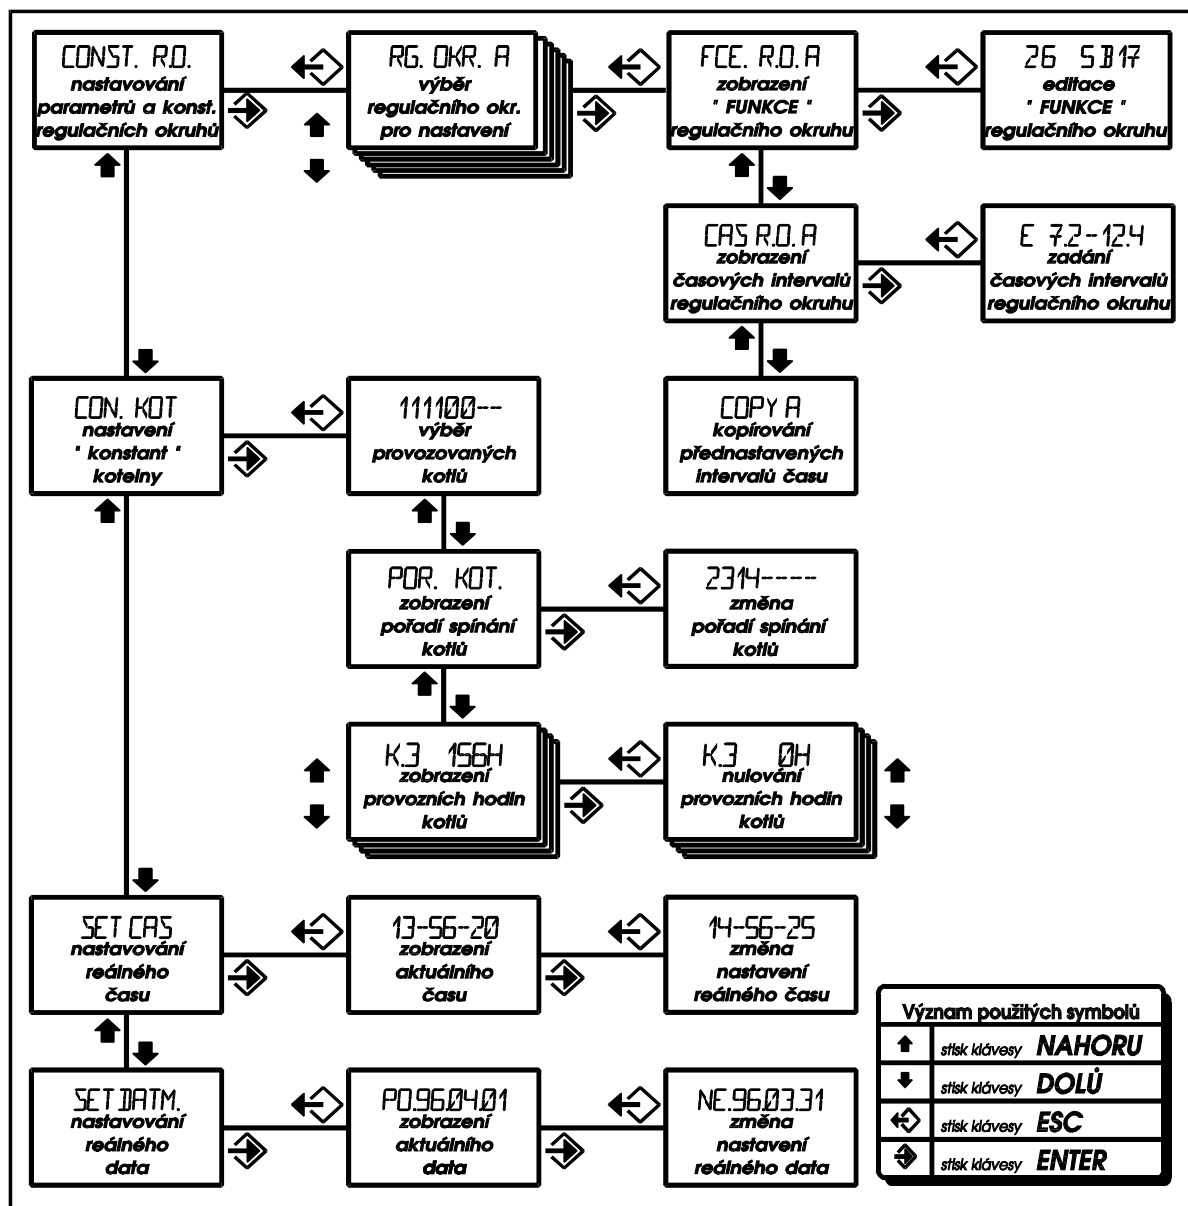 CONST. R.O.
nastavování
parametrů a konst.
regulačních okruhů
RG. OKR. A
výběr
regulačního okr.
pro nastavení
FCE. R.O. A
zobrazení
" FUNKCE "
regulačního okruhu
26 SB17
editace
" FUNKCE "
regulačního okruhu
CAS R.O. A
zobrazení
časových intervalů
regulačního okruhu
E 7.2-12.4
zadání
časových intervalů
regulačního okruhu
CON. KOT
nastavení
" konstant "
kotelny
111100--
výběr
provozovaných
kotlů
COPY A
kopírování
přednastavených
intervalů času
POR. KOT.
zobrazení
pořadí spínání
kotlů
2314----
změna
pořadí spínání
kotlů
K.3 156H
zobrazení
provozních hodin
kotlů
K.3 0H
nulování
provozních hodin
kotlů
SET CAS
nastavování
reálného
času
13-56-20
zobrazení
aktuálního
času
14-56-25
změna
nastavení
reálného času
SET DATM.
nastavování
reálného
data
PO.96.04.01
zobrazení
aktuálního
data
NE.96.03.31
změna
nastavení
reálného data
Význam použitých symbolů
stisk klávesy NAHORU
stisk klávesy DOLŮ
stisk klávesy ESC
stisk klávesy ENTER